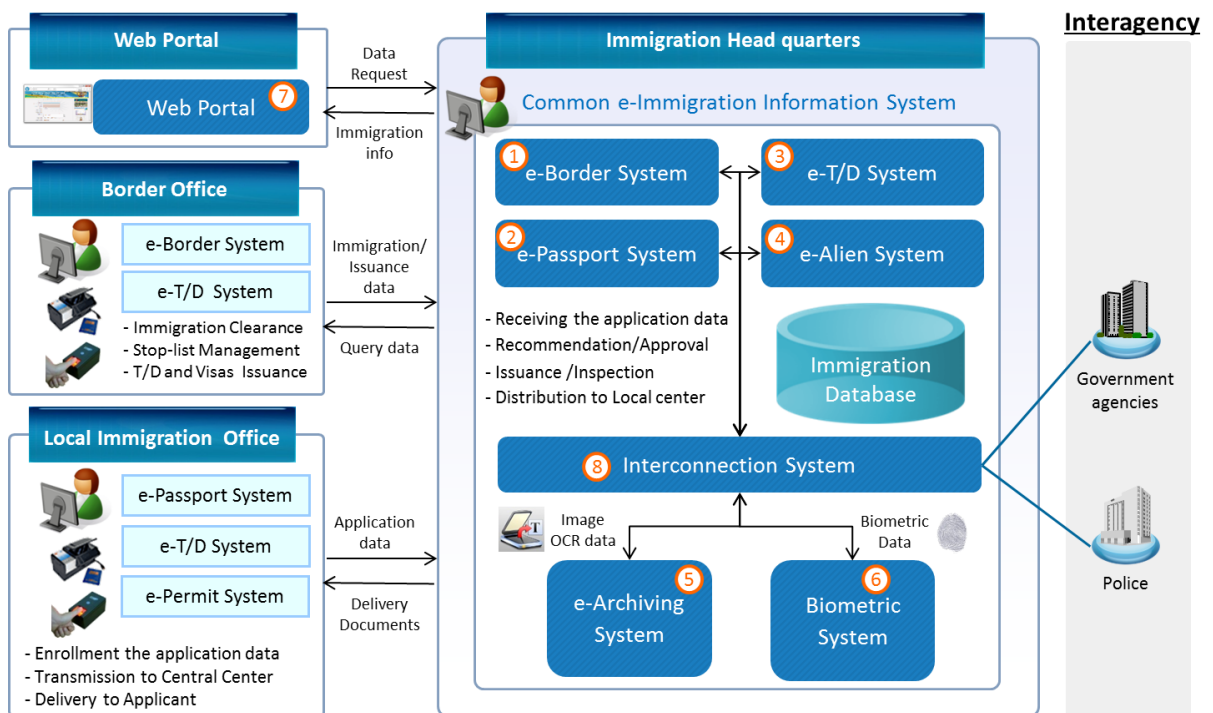 Web Portal
Web Portal
7
Data
Request
Immigration
info
Border Office
e-Border System
e-T/D System
- Immigration Clearance
- Stop-list Management
- T/D and Visas Issuance
Immigration/
Issuance
data
Query data
Local Immigration Office
e-Passport System
e-T/D System
e-Permit System
- Enrollment the application data
- Transmission to Central Center
- Delivery to Applicant
Application
data
Delivery
Documents
Immigration Head quarters
Common e-Immigration Information System
1
e-Border System
3
e-T/D System
2
e-Passport System
4
e-Alien System
- Receiving the application data
- Recommendation/Approval
- Issuance /Inspection
- Distribution to Local center
Immigration
Database
8
Interconnection System
T
Image
OCR data
Biometric
Data
5
e-Archiving
System
6
Biometric
System
Interagency
Government
agencies
Police